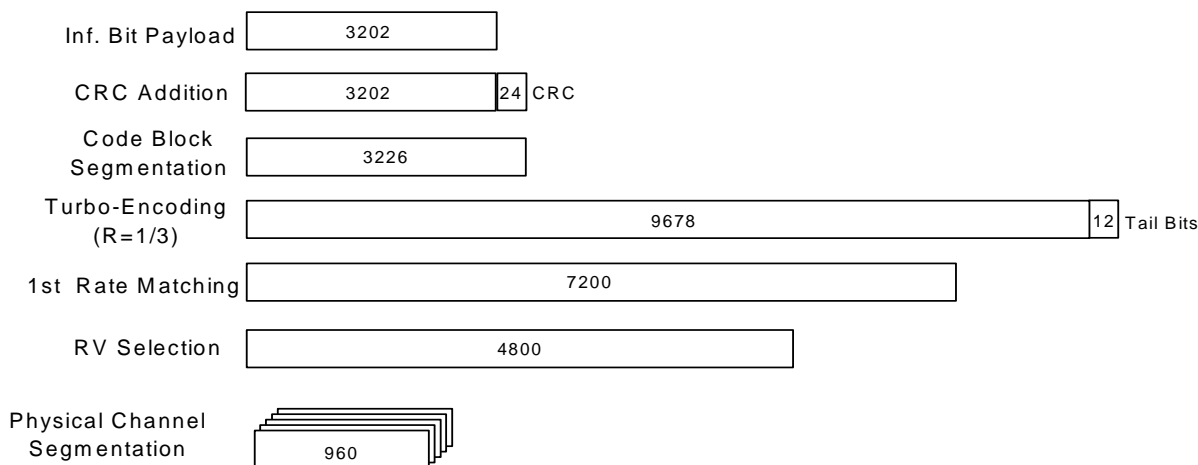 Inf. Bit Payload 3202
CRC Addition 3202 24 CRC
Code Block
Segmentation 3226
Turbo-Encoding
(R=1/3) 9678 12 Tail Bits
1st Rate Matching 7200
RV Selection 4800
Physical Channel
Segmentation 960